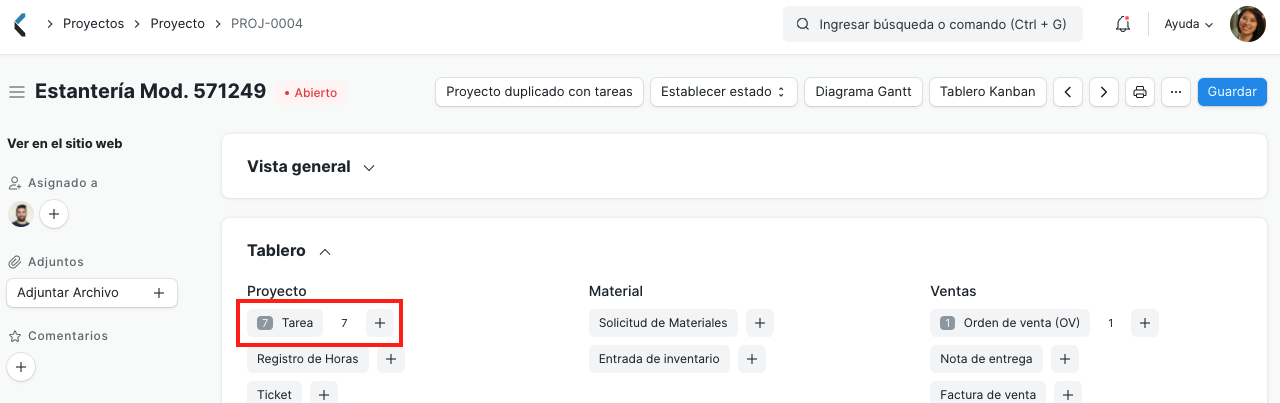 Proyectos Proyecto PROJ-0004
Ingresar búsqueda o comando (Ctrl + G)
Ayuda
Estantería Mod. 571249
Abierto
Proyecto duplicado con tareas
Establecer estado
Diagrama Gantt
Tablero Kanban
Guardar
Ver en el sitio web
Asignado a
Adjuntos
Adjuntar Archivo
Comentarios
Vista general
Tablero
Proyecto
7 Tarea 7
Registro de Horas
Ticket
Material
Solicitud de Materiales
Entrada de inventario
Ventas
1 Orden de venta (OV) 1
Nota de entrega
Factura de venta